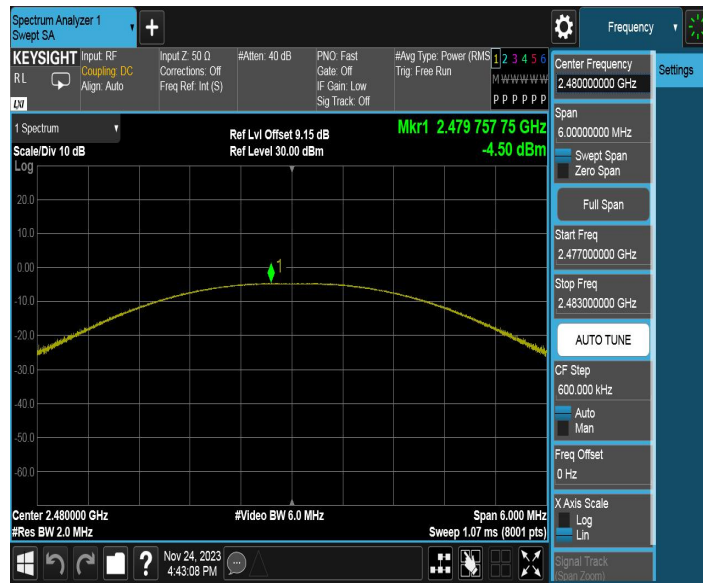 Spectrum Analyzer 1
Swept SA
+
Frequency
KEYSIGHT
RL
LXI
Input: RF
Coupling: DC
Align: Auto
Input Z: 50 Ω
Corrections: Off
Freq Ref: Int (S)
#Atten: 40 dB
PNO: Fast
Gate: Off
IF Gain: Low
Sig Track: Off
#Avg Type: Power (RMS
Trig: Free Run
1 2 3 4 5 6
M W W W W W
P P P P P P
Center Frequency
2.480000000 GHz
Settings
Span
6.00000000 MHz
Swept Span
Zero Span
Full Span
Start Freq
2.477000000 GHz
Stop Freq
2.483000000 GHz
AUTO TUNE
CF Step
600.000 kHz
Auto
Man
Freq Offset
0 Hz
X Axis Scale
Log
Lin
Signal Track
(Span Zoom)
1 Spectrum
Scale/Div 10 dB
Log
Ref Lvl Offset 9.15 dB
Ref Level 30.00 dBm
Mkr1 2.479 757 75 GHz
-4.50 dBm
20.0
10.0
0.00
-10.0
-20.0
-30.0
-40.0
-50.0
-60.0
1
Center 2.480000 GHz
#Res BW 2.0 MHz
#Video BW 6.0 MHz
Span 6.000 MHz
Sweep 1.07 ms (8001 pts)
?
Nov 24, 2023
4:43:08 PM